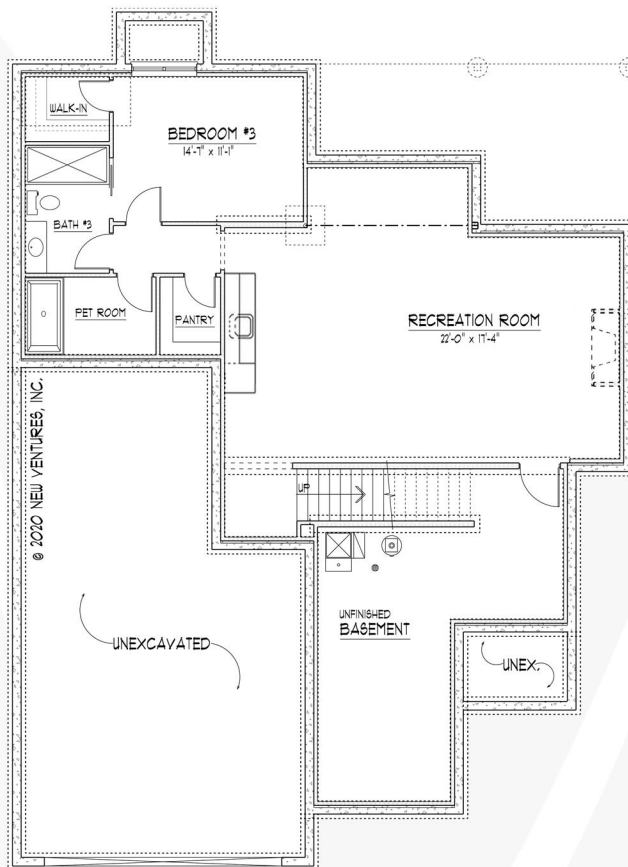 WALK-IN
BEDROOM #3
14'-7" x 11'-1"
BATH #3
PET ROOM
PANTRY
RECREATION ROOM
22'-0" x 17'-4"
© 2020 NEW VENTURES, INC.
UP
UNFINISHED
BASEMENT
UNEXCAVATED
UNEX.